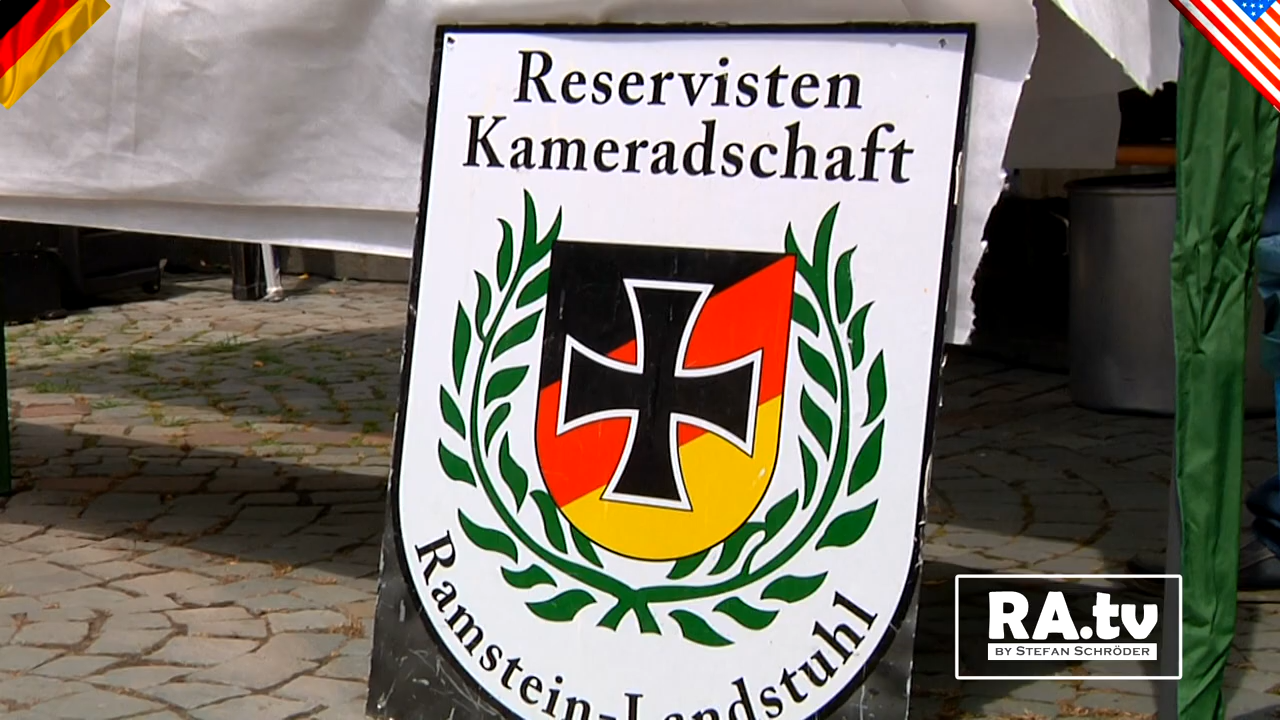 Reservisten
Kameradschaft
Ramstein-Landstuhl
RA.tv
BY STEFAN SCHRÖDER